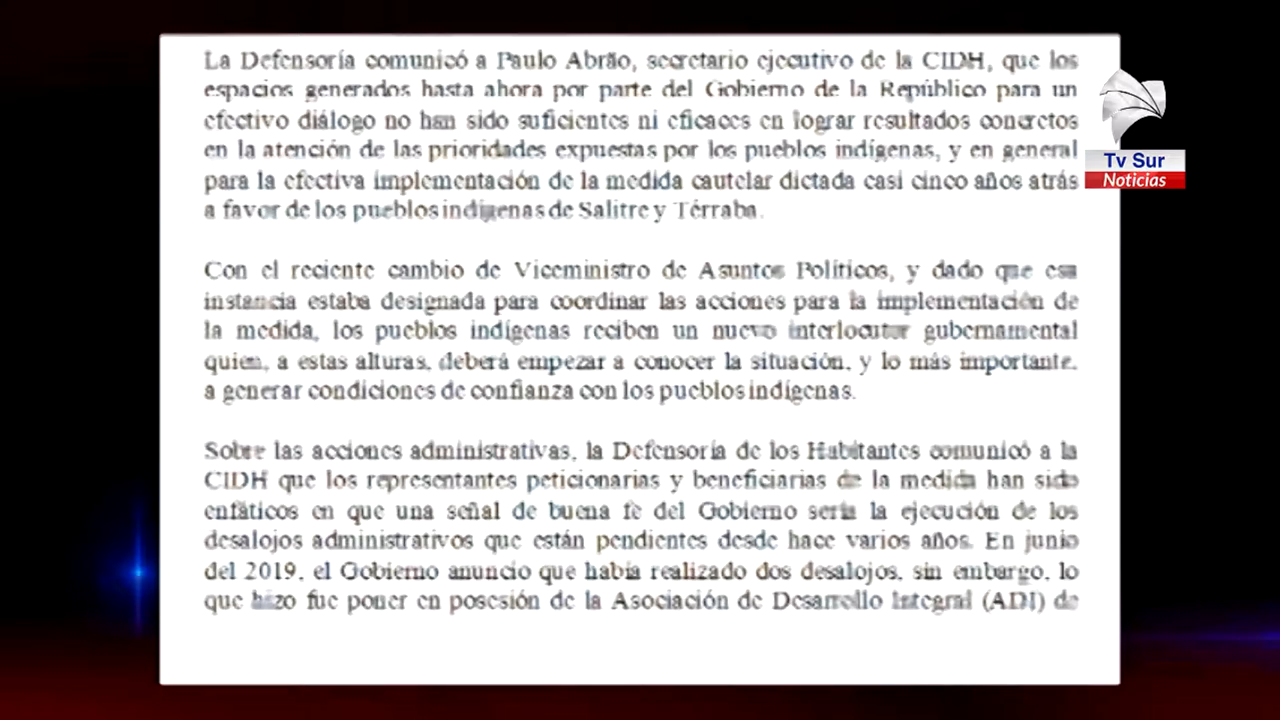 La Defensoría comunicó a Paulo Abrão, secretario ejecutivo de la CIDH, que los
espacios generados hasta ahora por parte del Gobierno de la República para un
efectivo diálogo no han sido suficientes ni eficaces en lograr resultados concretos
en la atención de las prioridades expuestas por los pueblos indígenas, y en general
para la efectiva implementación de la medida cautelar dictada casi cinco años atrás
a favor de los pueblos indígenas de Salitre y Térraba.
Con el reciente cambio de Viceministro de Asuntos Políticos, y dado que esa
instancia estaba designada para coordinar las acciones para la implementación de
la medida, los pueblos indígenas reciben un nuevo interlocutor gubernamental
quien, a estas alturas, deberá empezar a conocer la situación, y lo más importante,
a generar condiciones de confianza con los pueblos indígenas.
Sobre las acciones administrativas, la Defensoría de los Habitantes comunicó a la
CIDH que los representantes peticionarias y beneficiarias de la medida han sido
enfáticos en que una señal de buena fe del Gobierno sería la ejecución de los
desalojos administrativos que están pendientes desde hace varios años. En junio
del 2019, el Gobierno anuncio que había realizado dos desalojos, sin embargo, lo
que hizo fue poner en posesión de la Asociación de Desarrollo Integral (ADI) de
Tv Sur
Noticias